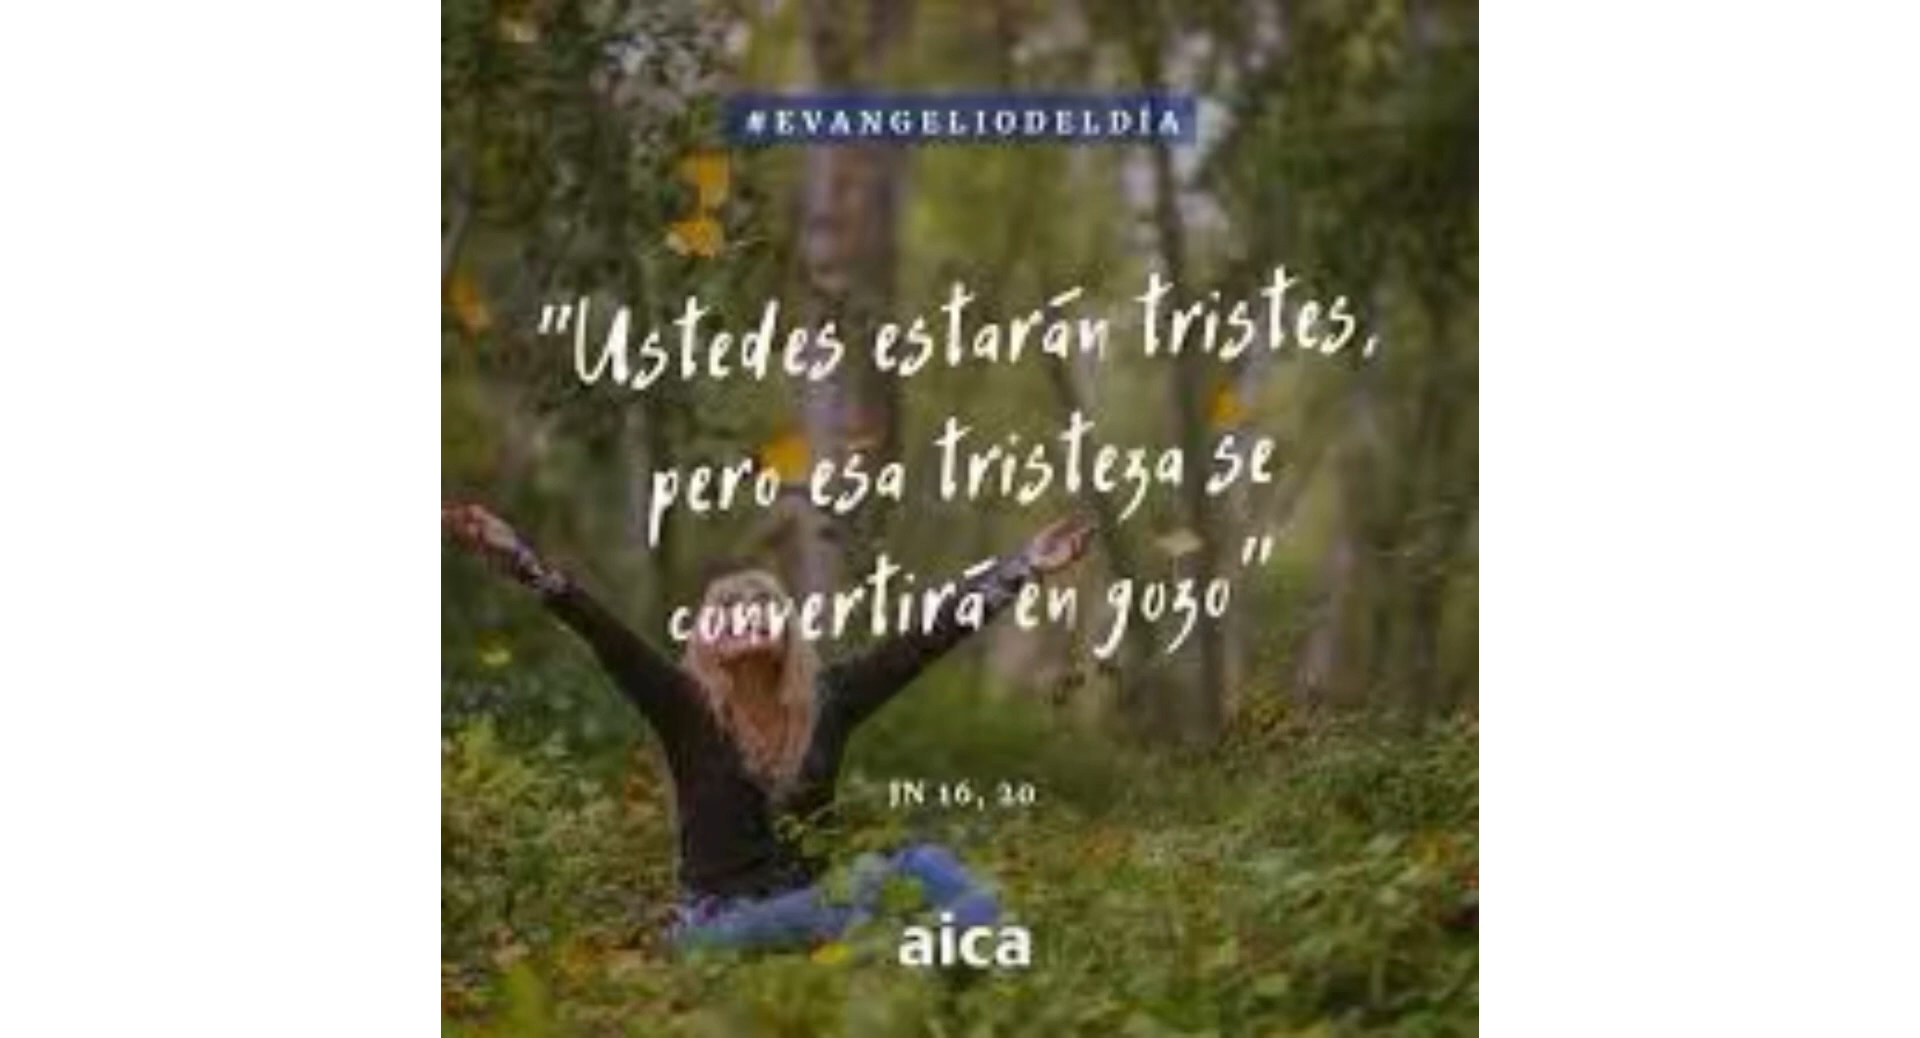 #EVANGELIODELDÍA
"Ustedes estarán tristes,
pero esa tristeza se
convertirá en gozo"
JN 16, 20
aica